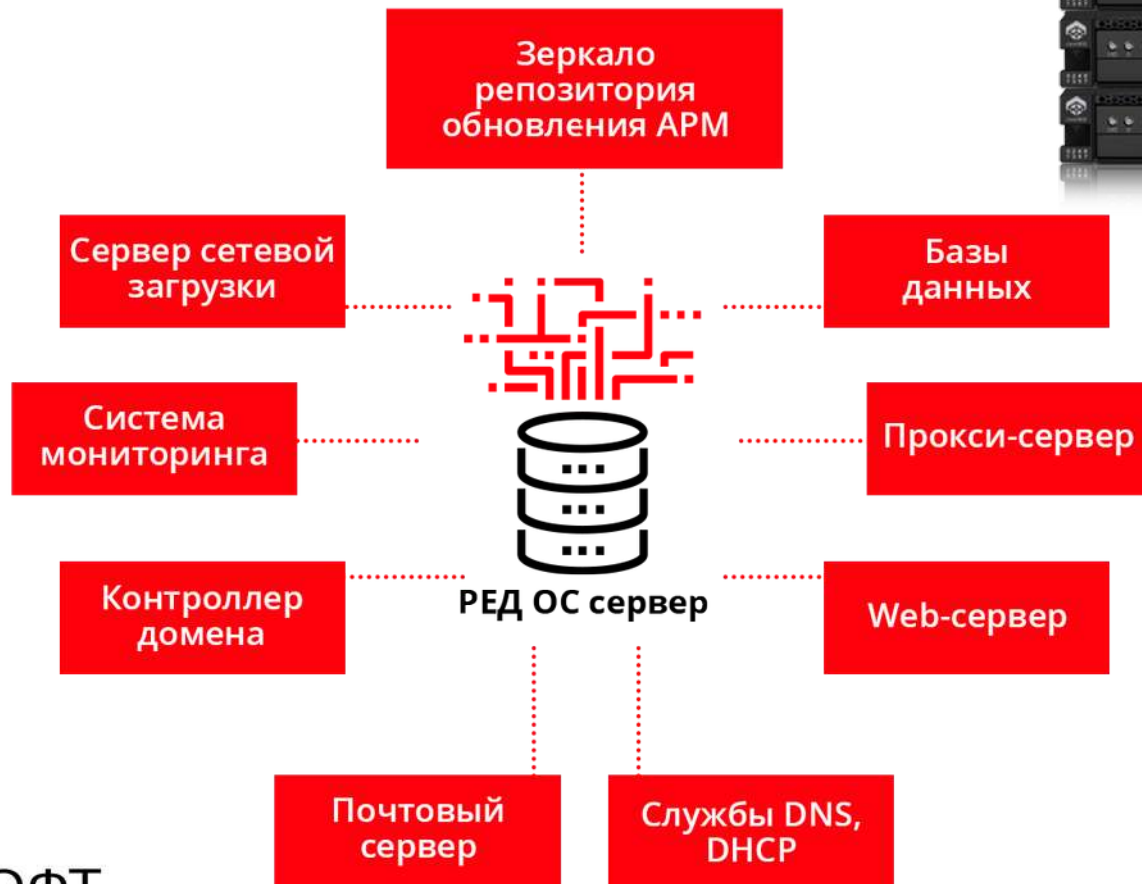 Зеркало
репозитория
обновления АРМ
Сервер сетевой
загрузки
Базы
данных
Система
мониторинга
Прокси-сервер
РЕД ОС сервер
Контроллер
домена
Web-сервер
Почтовый
сервер
Службы DNS,
DHCP